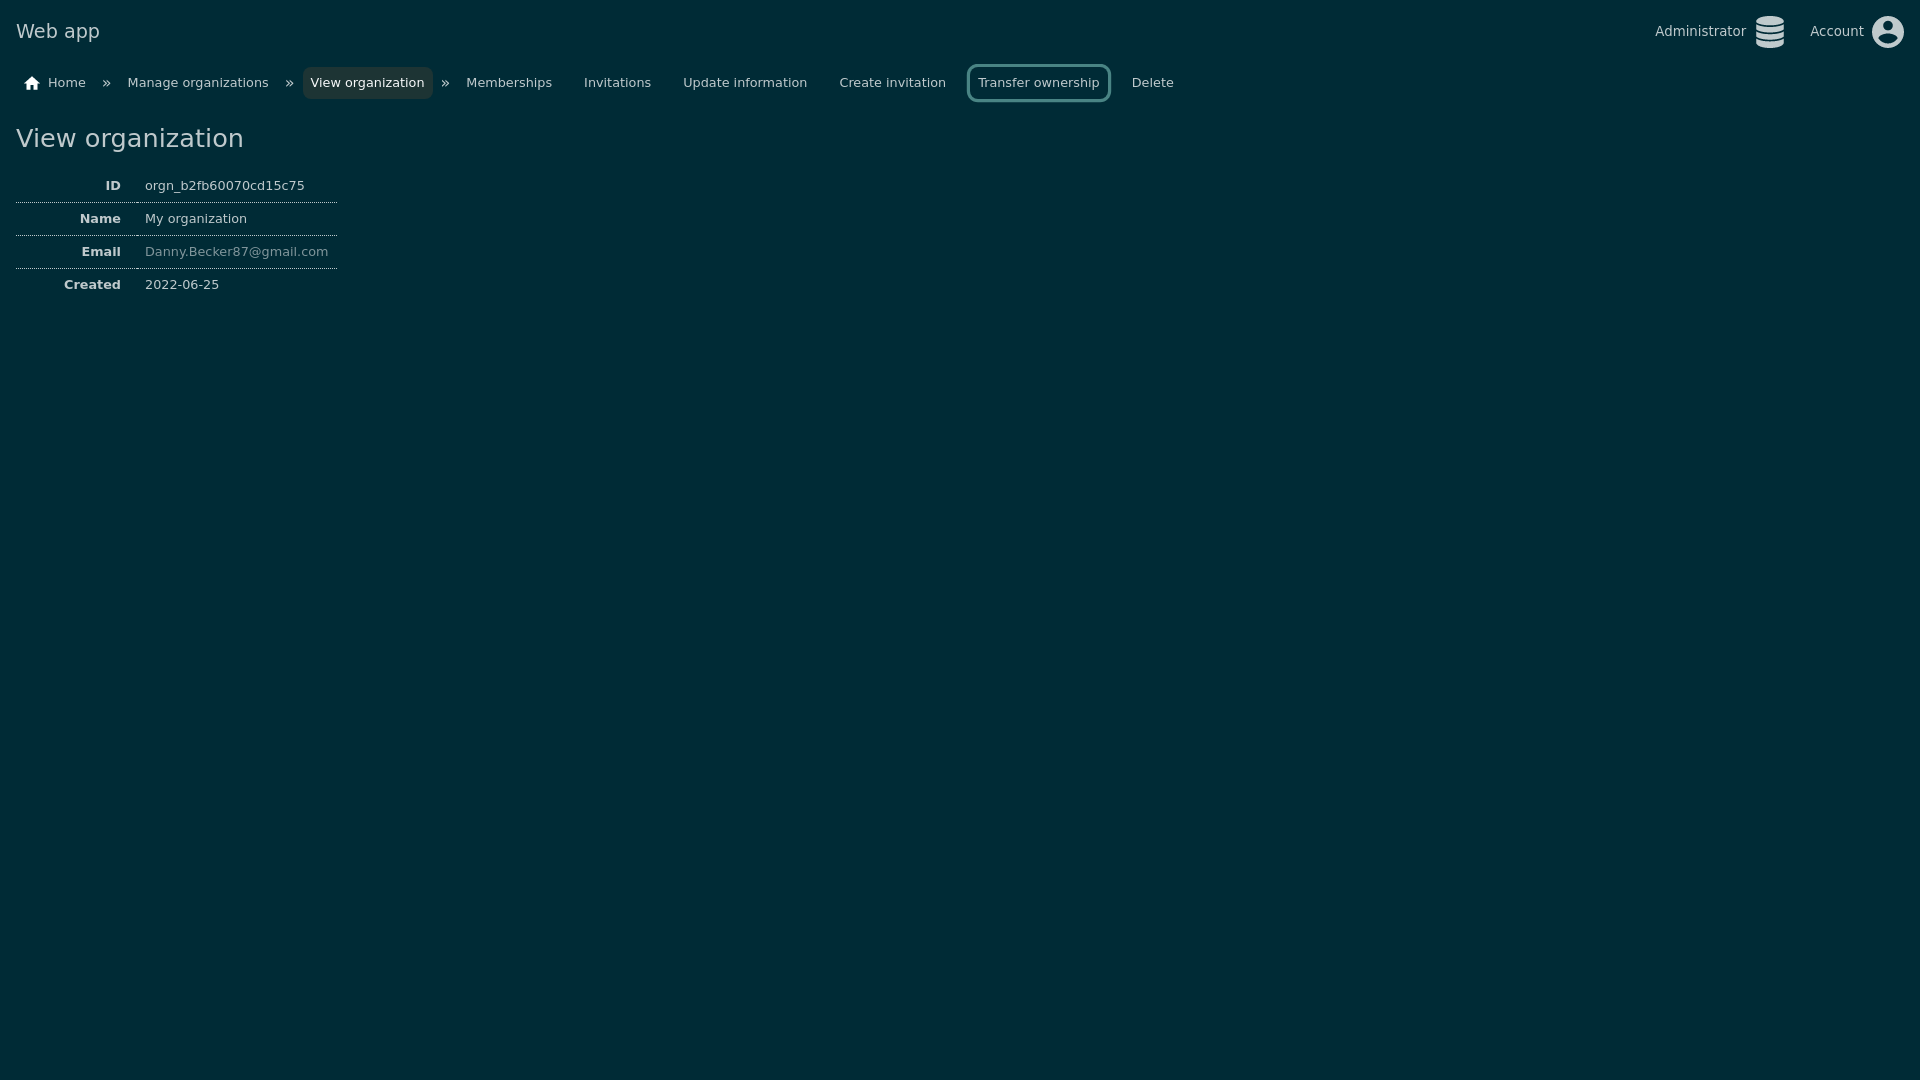 Web app
Administrator
Account
Home » Manage organizations » View organization » Memberships Invitations Update information Create invitation Transfer ownership Delete
View organization
ID orgn_b2fb60070cd15c75
Name My organization
Email Danny.Becker87@gmail.com
Created 2022-06-25